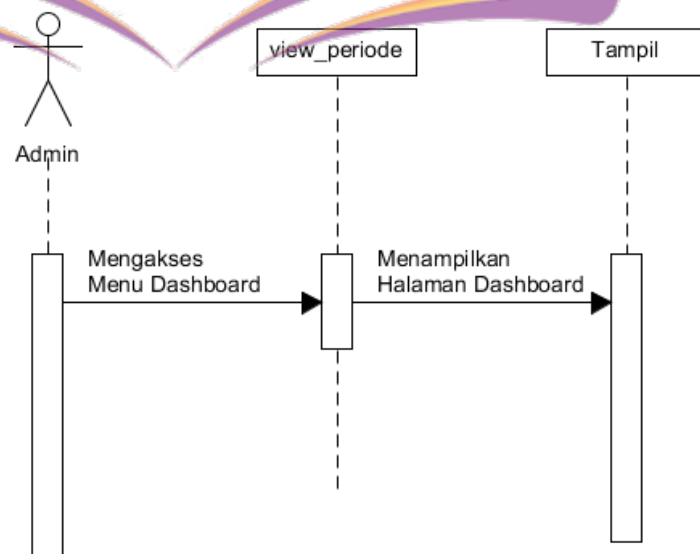 view_periode
Tampil
Admin
Mengakses
Menu Dashboard
Menampilkan
Halaman Dashboard